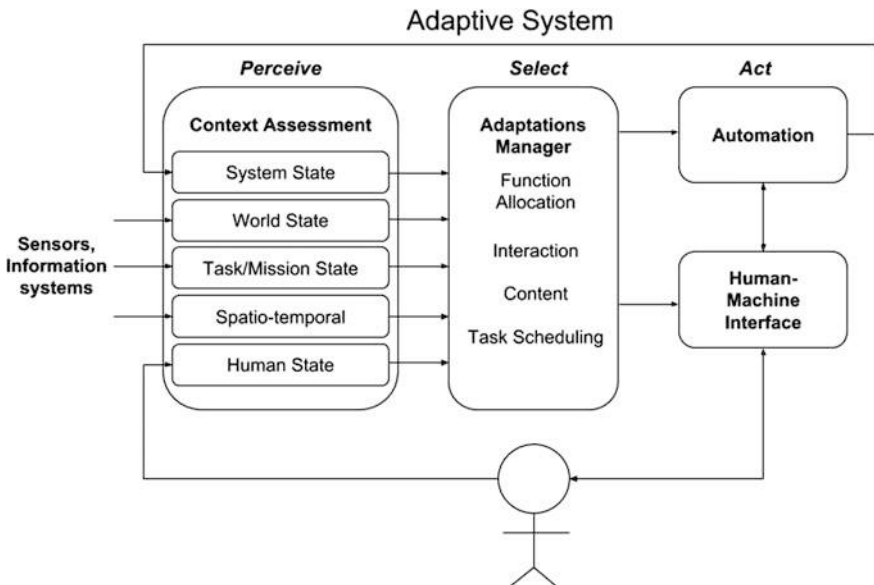 Adaptive System
Perceive
Select
Act
Context Assessment
System State
World State
Task/Mission State
Spatio-temporal
Human State
Sensors,
Information
systems
Adaptations
Manager
Function
Allocation
Interaction
Content
Task Scheduling
Automation
Human-
Machine
Interface